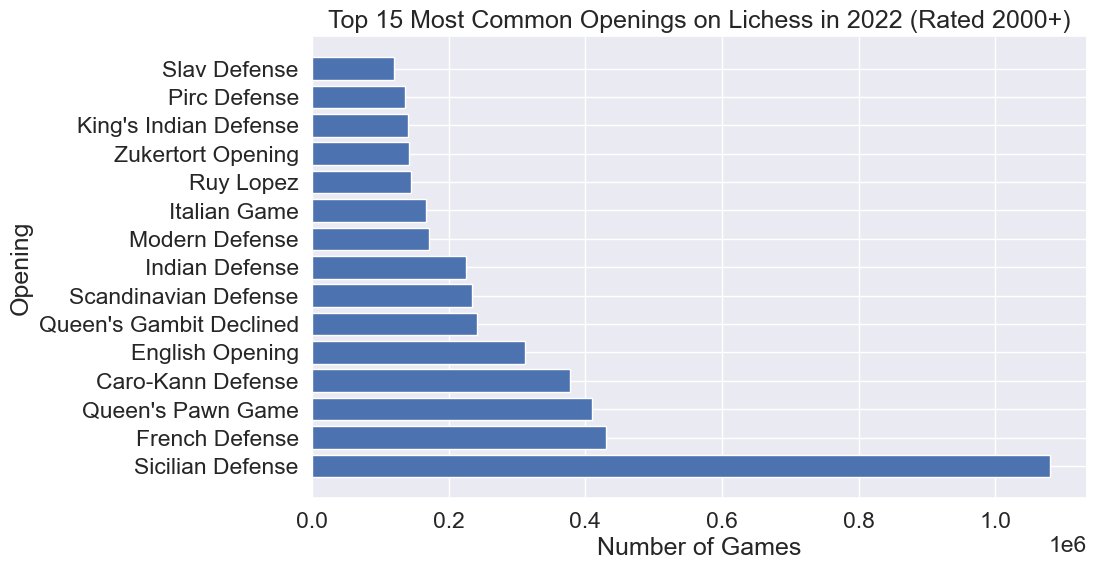 Top 15 Most Common Openings on Lichess in 2022 (Rated 2000+)
Opening
Slav Defense
Pirc Defense
King's Indian Defense
Zukertort Opening
Ruy Lopez
Italian Game
Modern Defense
Indian Defense
Scandinavian Defense
Queen's Gambit Declined
English Opening
Caro-Kann Defense
Queen's Pawn Game
French Defense
Sicilian Defense
0.0 0.2 0.4 0.6 0.8 1.0
1e6
Number of Games